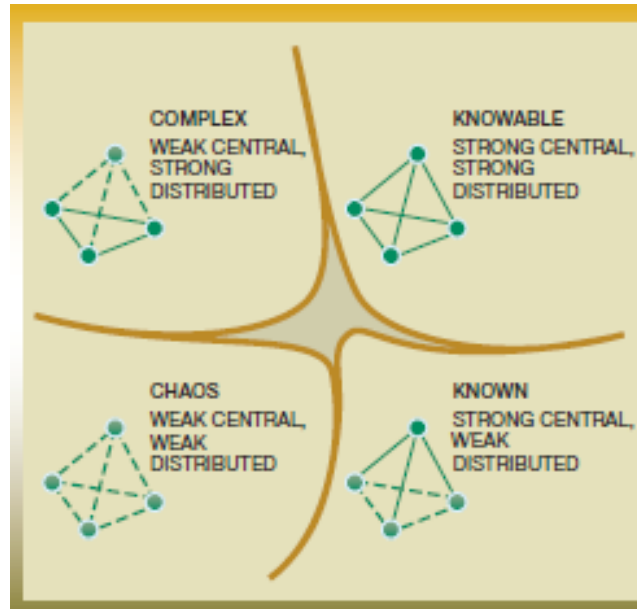 COMPLEX
WEAK CENTRAL,
STRONG
DISTRIBUTED
KNOWABLE
STRONG CENTRAL,
STRONG
DISTRIBUTED
CHAOS
WEAK CENTRAL,
WEAK
DISTRIBUTED
KNOWN
STRONG CENTRAL,
WEAK
DISTRIBUTED